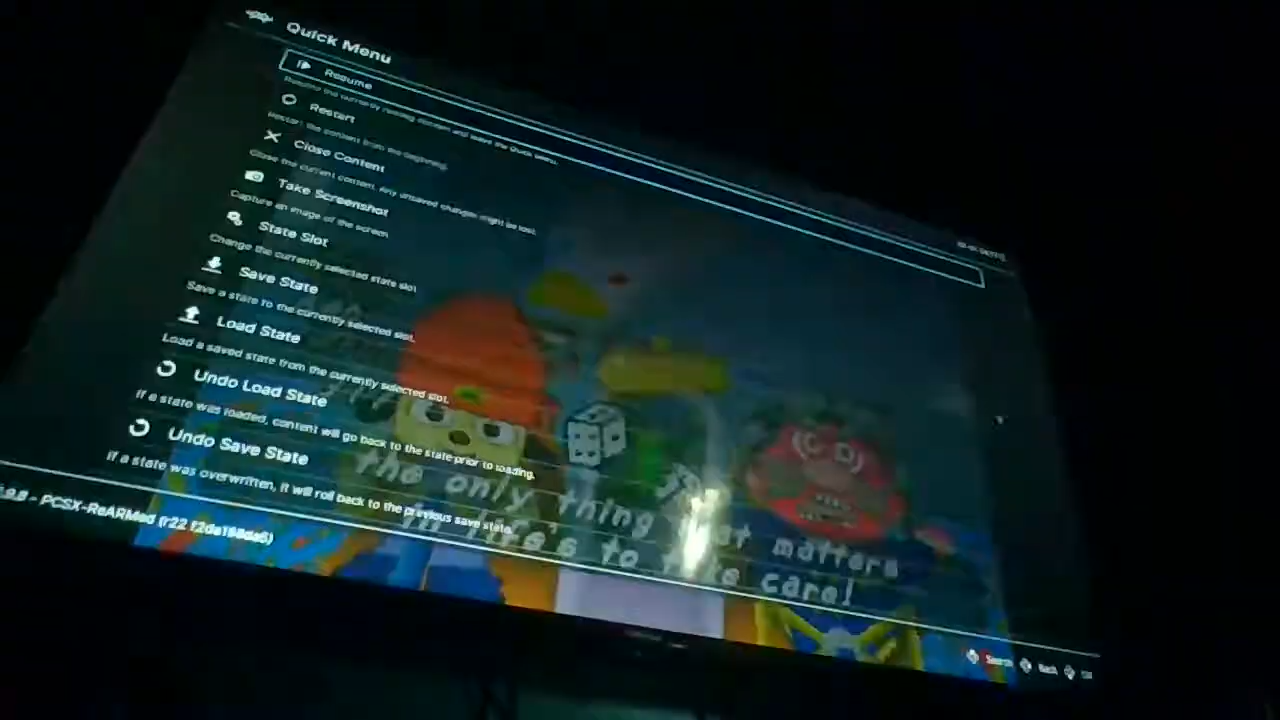 Quick Menu
Resume
Resume the currently running content and leave the Quick Menu.
Restart
Restart the content from the beginning.
Close Content
Close the current content. Any unsaved changes might be lost.
Take Screenshot
Capture an image of the screen.
State Slot
Change the currently selected state slot.
Save State
Save a state to the currently selected slot.
Load State
Load a saved state from the currently selected slot.
Undo Load State
If a state was loaded, content will go back to the state prior to loading.
Undo Save State
If a state was overwritten, it will roll back to the previous save state.
the only thing that matters
in life's to take care!
.9.8 - PCSX-ReARMed (r22
Search
Back